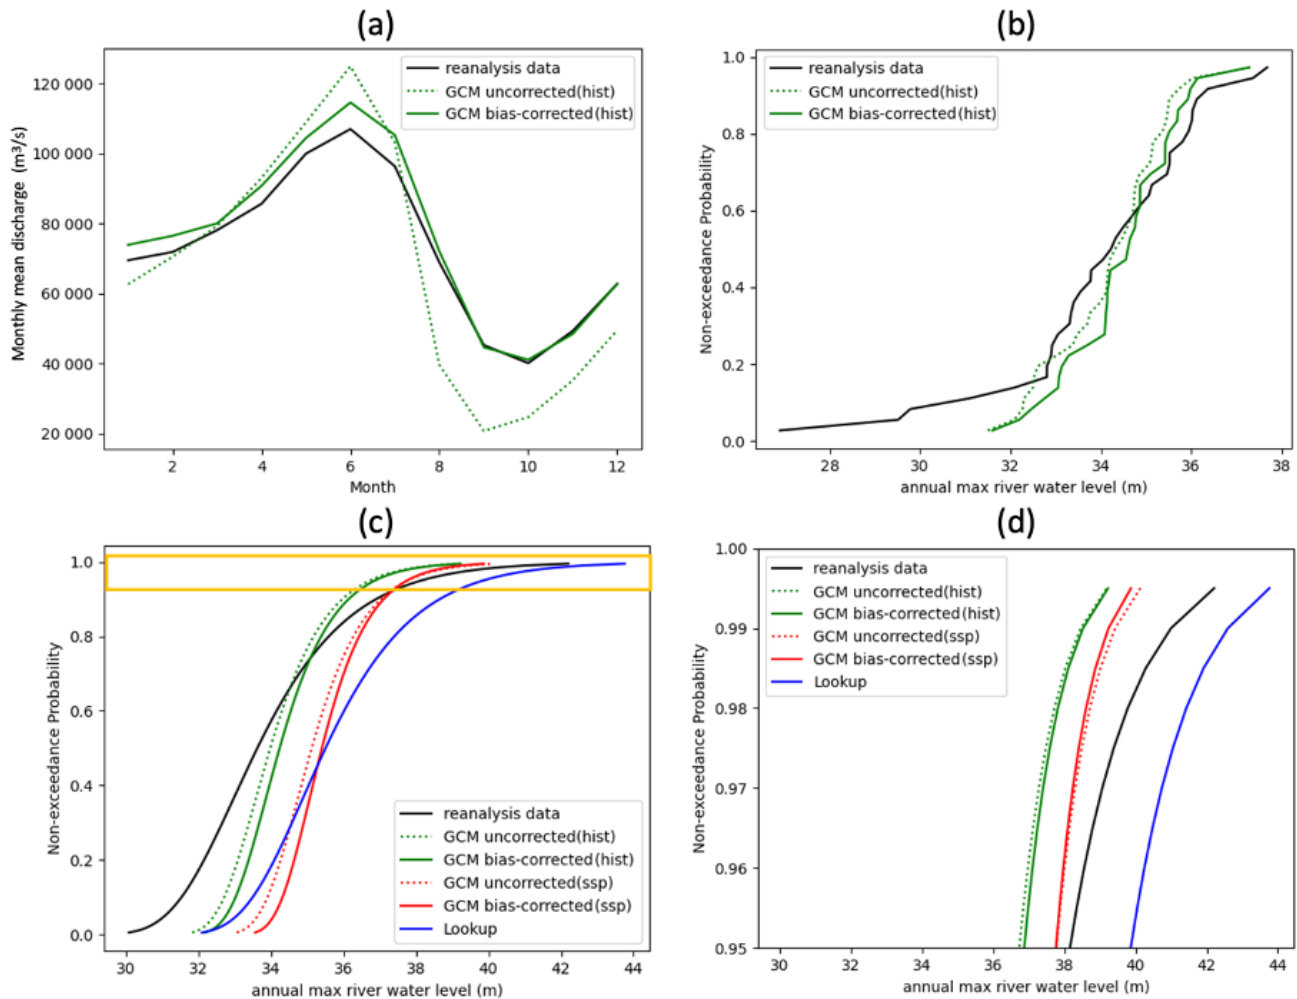 (a)
reanalysis data
GCM uncorrected(hist)
GCM bias-corrected(hist)
120 000
100 000
80 000
60 000
40 000
20 000
Monthly mean discharge (m³/s)
2 4 6 8 10 12
Month
(b)
reanalysis data
GCM uncorrected(hist)
GCM bias-corrected(hist)
1.0
0.8
0.6
0.4
0.2
0.0
Non-exceedance Probability
28 30 32 34 36 38
annual max river water level (m)
(c)
1.0
0.8
0.6
0.4
0.2
0.0
Non-exceedance Probability
reanalysis data
GCM uncorrected(hist)
GCM bias-corrected(hist)
GCM uncorrected(ssp)
GCM bias-corrected(ssp)
Lookup
30 32 34 36 38 40 42 44
annual max river water level (m)
(d)
reanalysis data
GCM uncorrected(hist)
GCM bias-corrected(hist)
GCM uncorrected(ssp)
GCM bias-corrected(ssp)
Lookup
1.00
0.99
0.98
0.97
0.96
0.95
Non-exceedance Probability
30 32 34 36 38 40 42 44
annual max river water level (m)